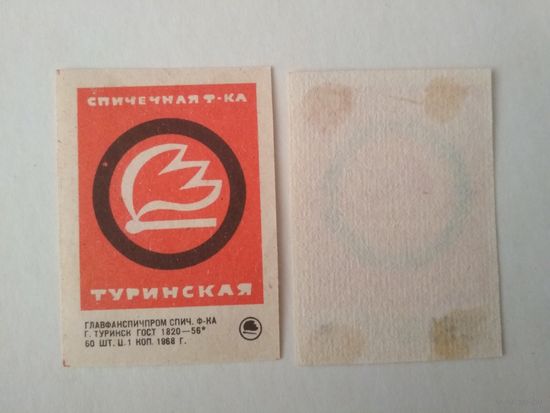 СПИЧЕЧНАЯ Ф-КА
ТУРИНСКАЯ
ГЛАВФАНСПИЧПРОМ СПИЧ. Ф-КА
Г. ТУРИНСК ГОСТ 1820—56*
60 ШТ. Ц. 1 КОП. 1968 Г.